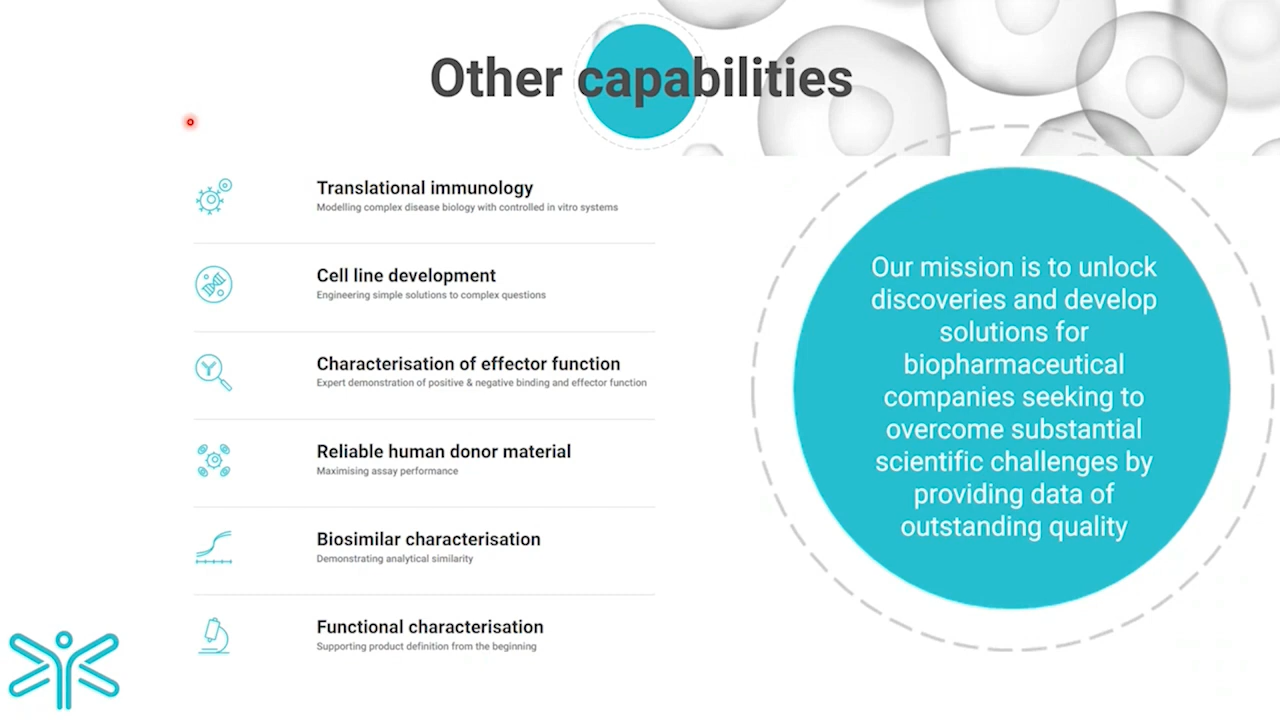 Other capabilities
Translational immunology
Modelling complex disease biology with controlled in vitro systems
Cell line development
Engineering simple solutions to complex questions
Characterisation of effector function
Expert demonstration of positive & negative binding and effector function
Reliable human donor material
Maximising assay performance
Biosimilar characterisation
Demonstrating analytical similarity
Functional characterisation
Supporting product definition from the beginning
Our mission is to unlock
discoveries and develop
solutions for
biopharmaceutical
companies seeking to
overcome substantial
scientific challenges by
providing data of
outstanding quality